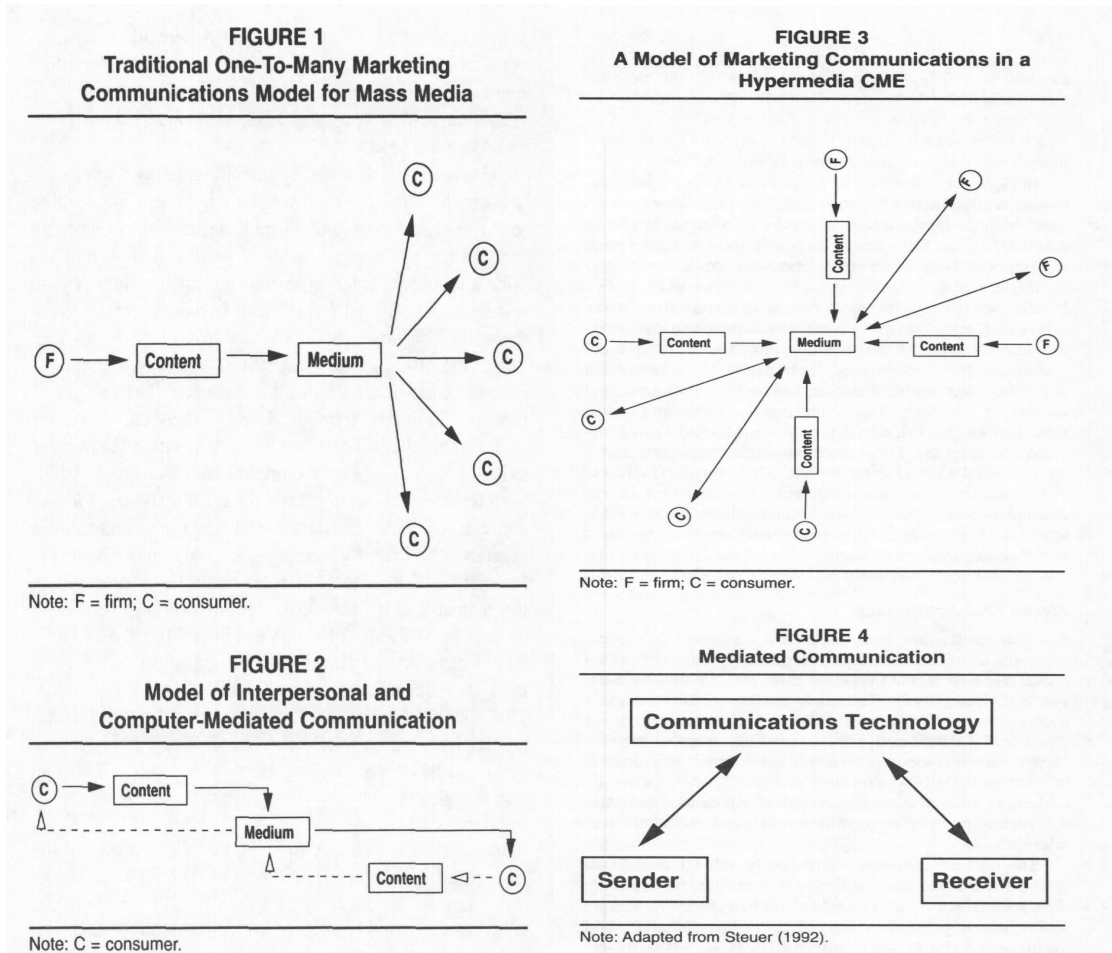 FIGURE 1
Traditional One-To-Many Marketing
Communications Model for Mass Media
C
C
F
Content
Medium
C
C
C
Note: F = firm; C = consumer.
FIGURE 2
Model of Interpersonal and
Computer-Mediated Communication
C
Content
Medium
Content
C
Note: C = consumer.
FIGURE 3
A Model of Marketing Communications in a
Hypermedia CME
F
F
Content
F
C
Content
Medium
Content
F
C
Content
C
C
Note: F = firm; C = consumer.
FIGURE 4
Mediated Communication
Communications Technology
Sender
Receiver
Note: Adapted from Steuer (1992).